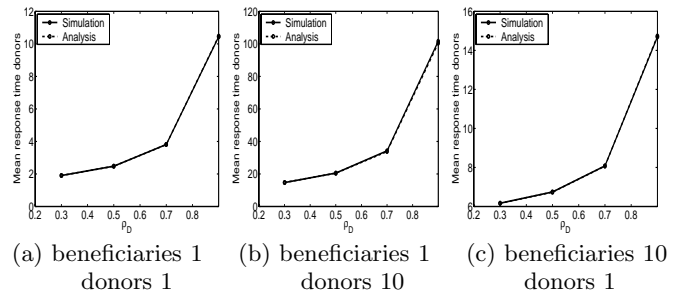 Mean response time donors
12
10
8
6
4
2
0
Simulation
Analysis
0.2 0.3 0.4 0.5 0.6 0.7 0.8
ρD
(a) beneficiaries 1
donors 1
Mean response time donors
120
100
80
60
40
20
0
Simulation
Analysis
0.2 0.3 0.4 0.5 0.6 0.7 0.8
ρD
(b) beneficiaries 1
donors 10
Mean response time donors
16
14
12
10
8
6
Simulation
Analysis
0.2 0.3 0.4 0.5 0.6 0.7 0.8
ρD
(c) beneficiaries 10
donors 1